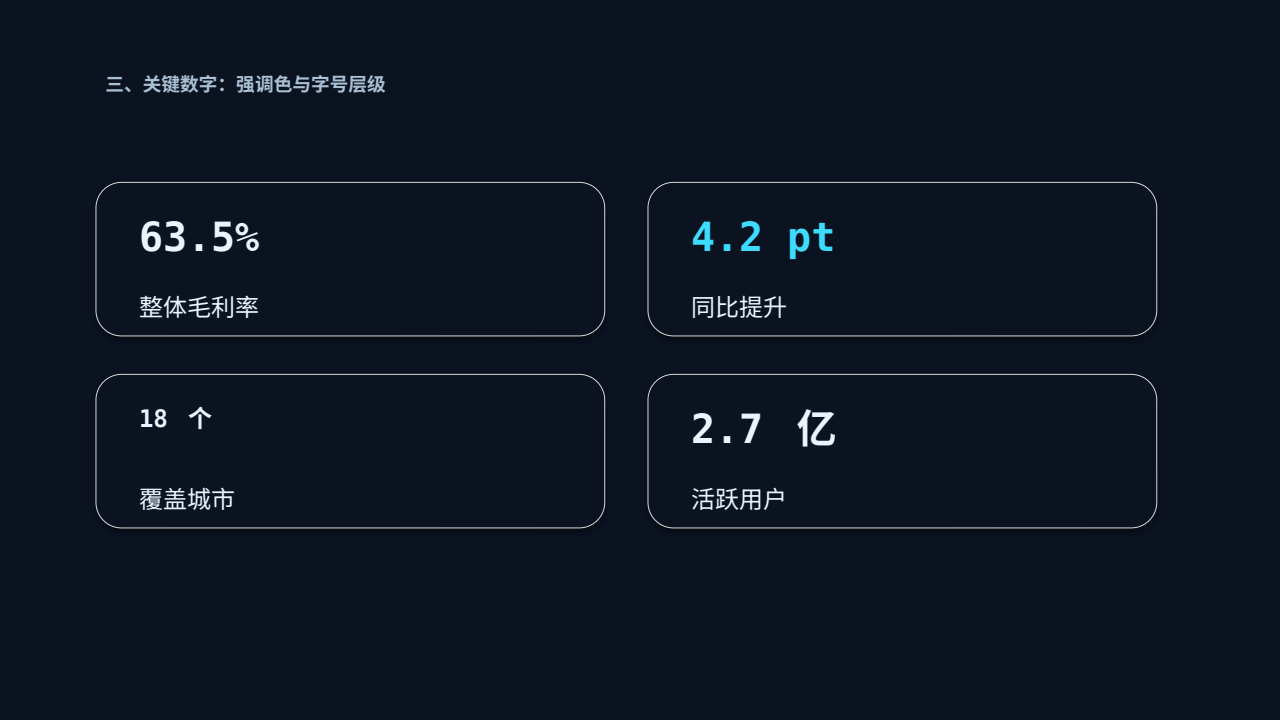 三、关键数字：强调色与字号层级
63.5%
整体毛利率
4.2 pt
同比提升
18 个
覆盖城市
2.7 亿
活跃用户